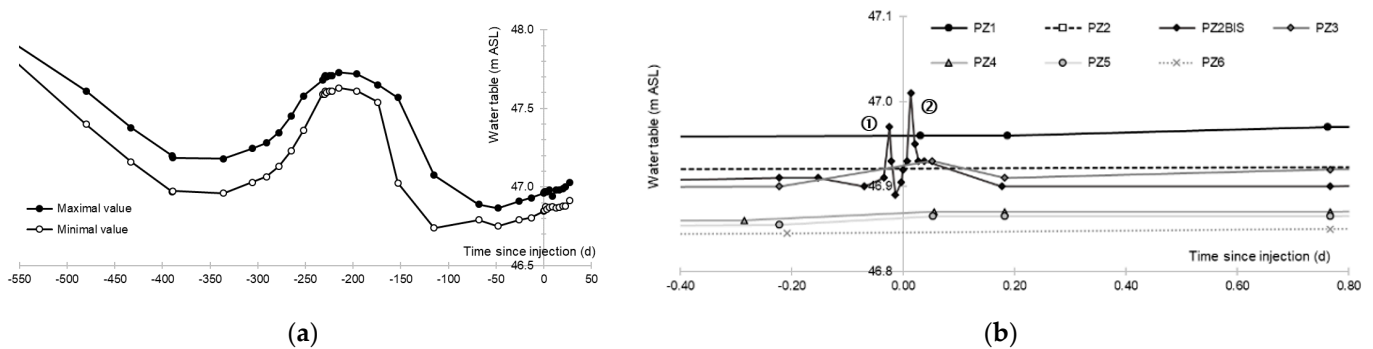 48.0
47.5
47.0
46.5
Water table (m ASL)
Maximal value
Minimal value
Time since injection (d)
-550 -500 -450 -400 -350 -300 -250 -200 -150 -100 -50 0 50
(a)
47.1
47.0
46.9
46.8
Water table (m ASL)
PZ1 PZ2 PZ2BIS PZ3
PZ4 PZ5 PZ6
① ②
Time since injection (d)
-0.40 -0.20 0.00 0.20 0.40 0.60 0.80
(b)